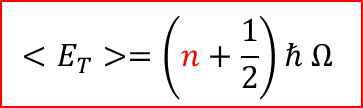 < E_T >= (n + 1/2) ℏ Ω